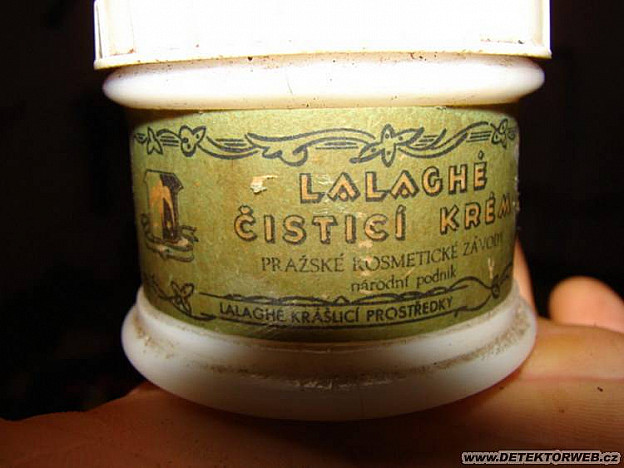 LALAGHÉ
ČISTICÍ KRÉM
PRAŽSKÉ KOSMETICKÉ ZÁVODY
národní podnik
LALAGHÉ KRÁŠLICÍ PROSTŘEDKY
www.DETEKTORWEB.cz